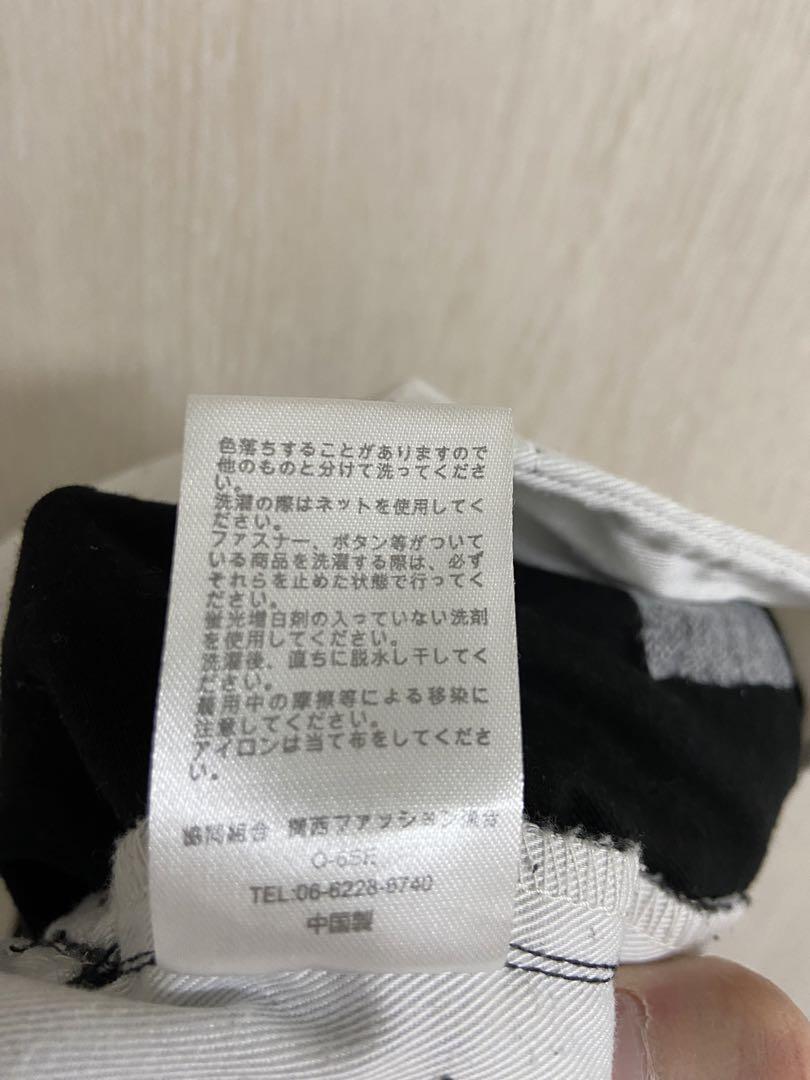 色落ちすることがありますので
他のものと分けて洗ってくださ
い。
洗濯の際はネットを使用してく
ださい。
ファスナー、ボタン等がついて
いる商品を洗濯する際は、必ず
それらを止めた状態で行ってく
ださい。
蛍光増白剤の入っていない洗剤
を使用してください。
洗濯後、直ちに脱水し干してく
ださい。
着用中の摩擦等による移染に
注意してください。
アイロンは当て布をしてくださ
い。
協同組合 関西ファッション連合
TEL:06-6228-6740
中国製